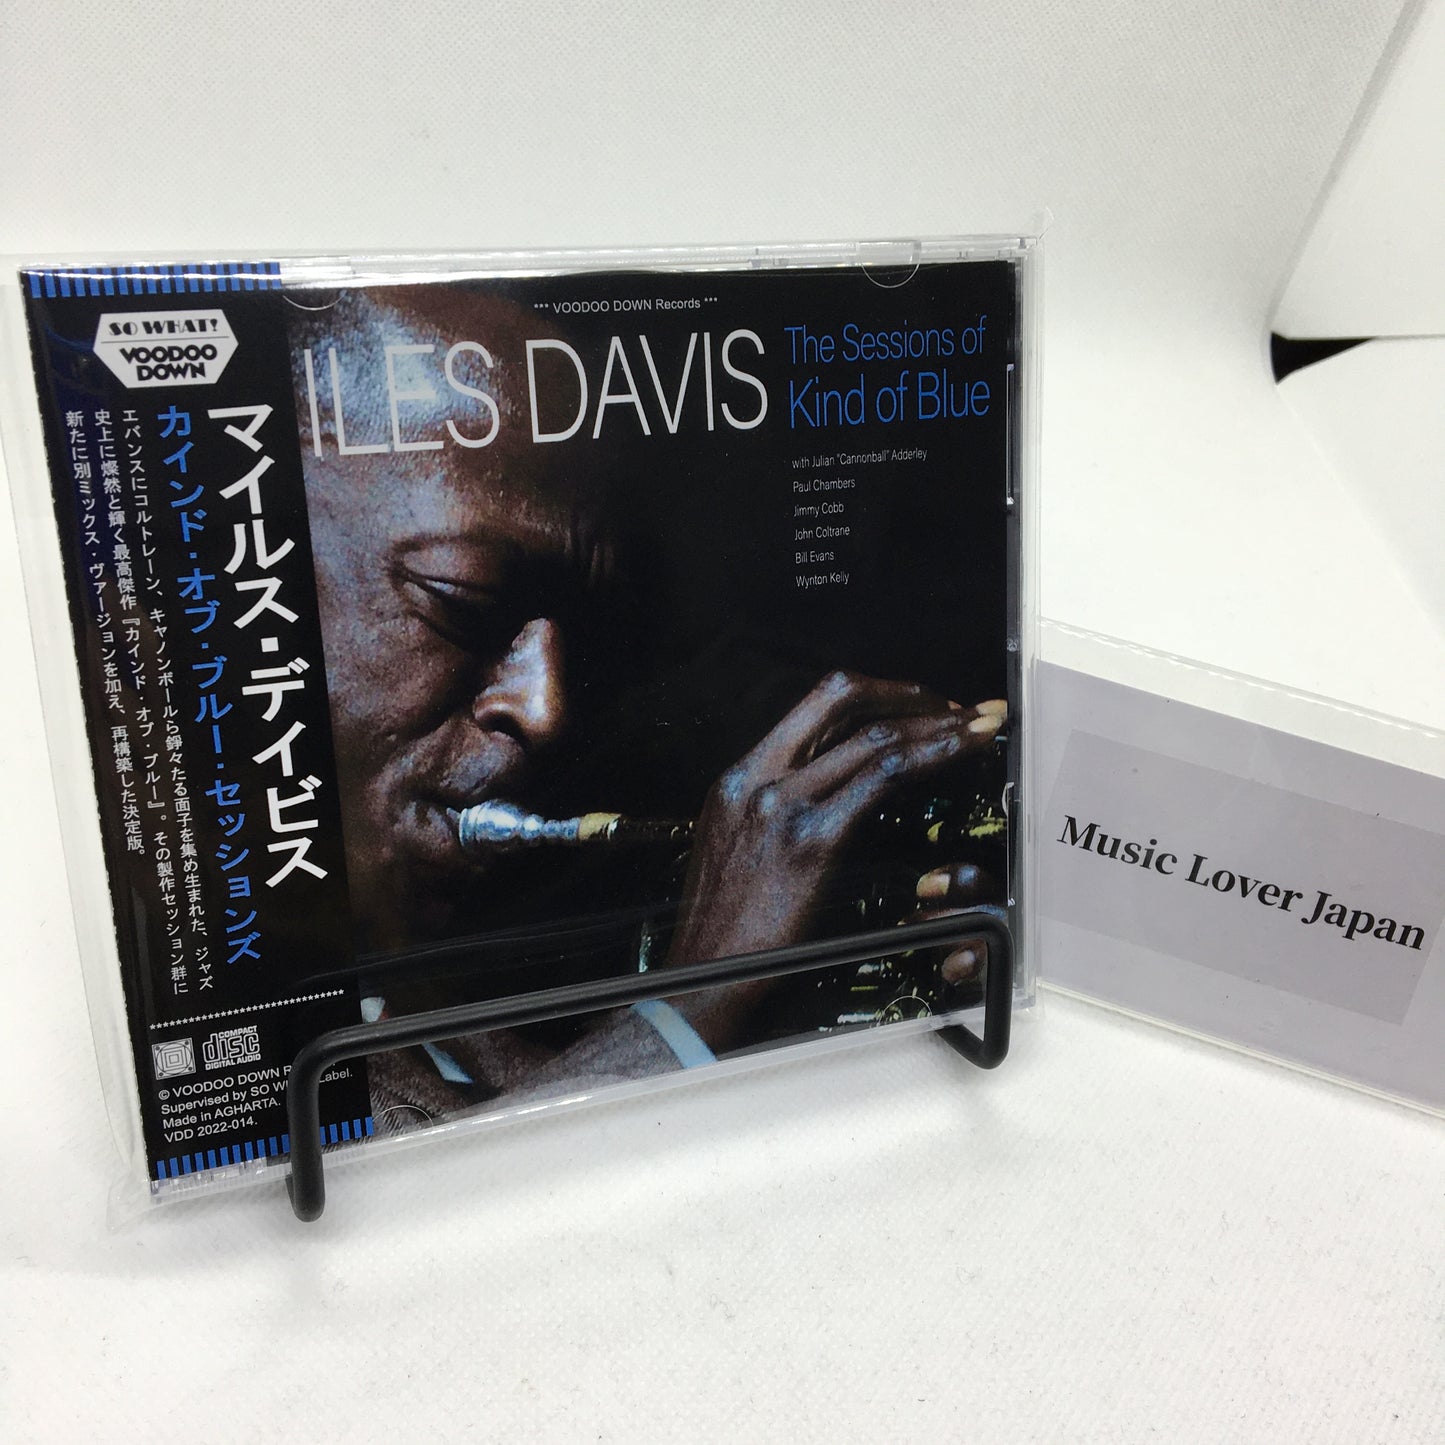 *** VOODOO DOWN Records ***
ILES DAVIS
The Sessions of
Kind of Blue
with Julian "Cannonball" Adderley
Paul Chambers
Jimmy Cobb
John Coltrane
Bill Evans
Wynton Kelly
SO WHAT!
VOODOO
DOWN
マイルス・デイビス
カインド・オブ・ブルー・セッションズ
エバンスにコルトレーン、キャノンボールら錚々たる面子を集め生まれた、ジャズ
史上に燦然と輝く最高傑作『カインド・オブ・ブルー』。その製作セッション群に
新たに別ミックス・ヴァージョンを加え、再構築した決定版。
COMPACT
disc
DIGITAL AUDIO
© VOODOO DOWN
Supervised by SO Label.
Made in AGHARTA.
VDD 2022-014.
Music Lover Japan